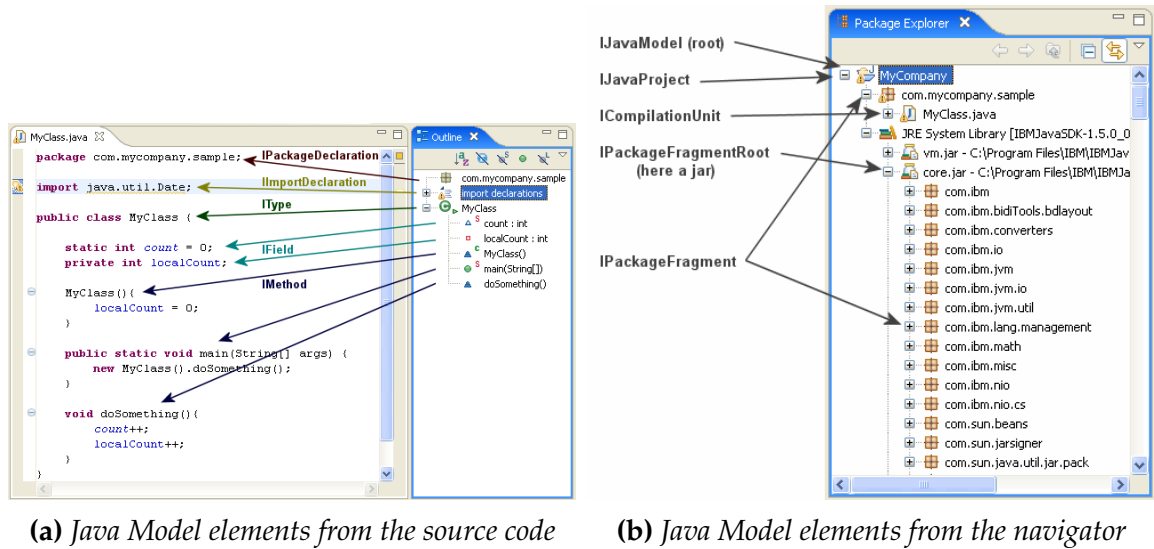 MyClass.java
package com.mycompany.sample;
IPackageDeclaration
import java.util.Date;
IImportDeclaration
public class MyClass {
IType
static int count = 0;
IField
private int localCount;
MyClass(){
IMethod
localCount = 0;
}
public static void main(String[] args) {
new MyClass().doSomething();
}
void doSomething(){
count++;
localCount++;
}
}
Outline
com.mycompany.sample
import declarations
MyClass
count : int
localCount : int
MyClass()
main(String[])
doSomething()
(a) Java Model elements from the source code
IJavaModel (root)
IJavaProject
ICompilationUnit
IPackageFragmentRoot
(here a jar)
IPackageFragment
Package Explorer
MyCompany
com.mycompany.sample
MyClass.java
JRE System Library [IBMJavaSDK-1.5.0_0
vm.jar - C:\Program Files\IBM\IBMJav
core.jar - C:\Program Files\IBM\IBMJa
com.ibm
com.ibm.bidiTools.bdlayout
com.ibm.converters
com.ibm.io
com.ibm.jvm
com.ibm.jvm.io
com.ibm.jvm.util
com.ibm.lang.management
com.ibm.math
com.ibm.misc
com.ibm.nio
com.ibm.nio.cs
com.sun.beans
com.sun.jarsigner
com.sun.java.util.jar.pack
(b) Java Model elements from the navigator